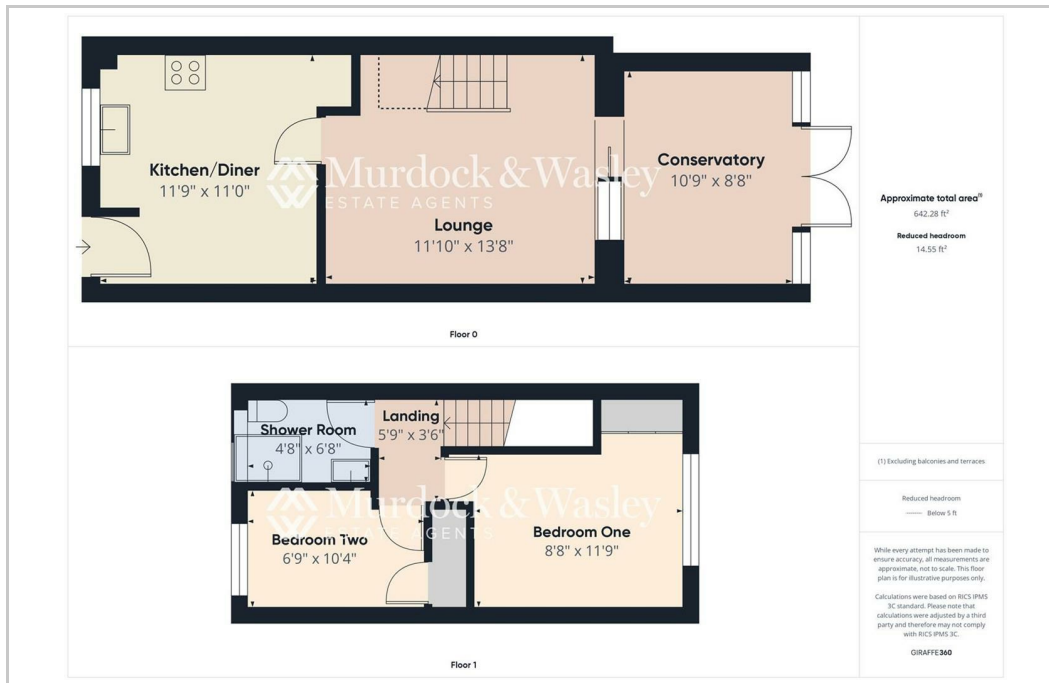 Kitchen/Diner
11'9" x 11'0"
Lounge
11'10" x 13'8"
Conservatory
10'9" x 8'8"
Murdock & Wasley
ESTATE AGENTS
Floor 0
Shower Room
4'8" x 6'8"
Landing
5'9" x 3'6"
Bedroom Two
6'9" x 10'4"
Bedroom One
8'8" x 11'9"
Murdock & Wasley
ESTATE AGENTS
Floor 1
Approximate total area(1)
642.28 ft²
Reduced headroom
14.55 ft²
(1) Excluding balconies and terraces
Reduced headroom
Below 5 ft
While every attempt has been made to
ensure accuracy, all measurements are
approximate, not to scale. This floor
plan is for illustrative purposes only.
Calculations were based on RICS IPMS
3C standard. Please note that
calculations were adjusted by a third
party and therefore may not comply
with RICS IPMS 3C.
GIRAFFE360